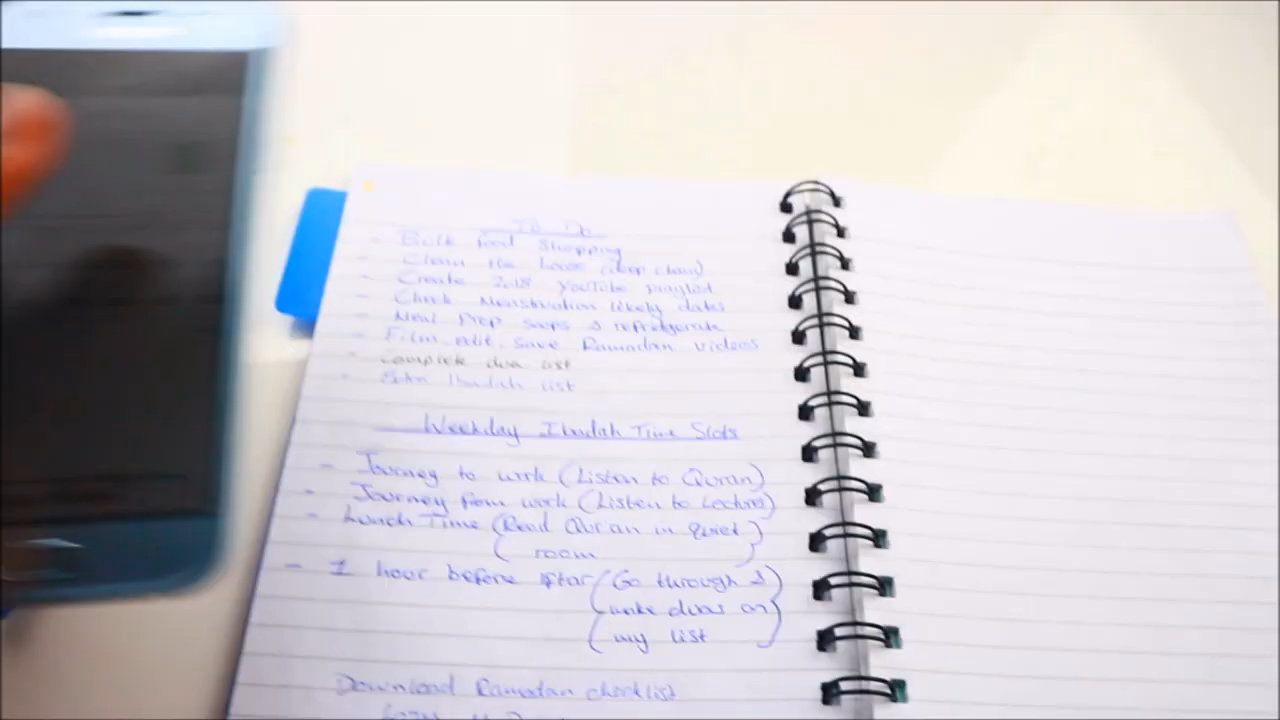 To Do
- Bulk food Shopping
- Clean the house (deep clean)
- Create 2018 YouTube playlist
- Check Menstruation likely dates
- Meal Prep soups & refridgerate
- Film, edit, save Ramadan videos
- Complete dua list
- Ibadah list
Weekday Ibadah Time Slots
- Journey to work (Listen to Quran)
- Journey from work (Listen to Lectures)
- Lunch Time (Read Qur'an in quiet
room)
- 1 hour before iftar (Go through &
make duas on
my list)
Download Ramadan checklist